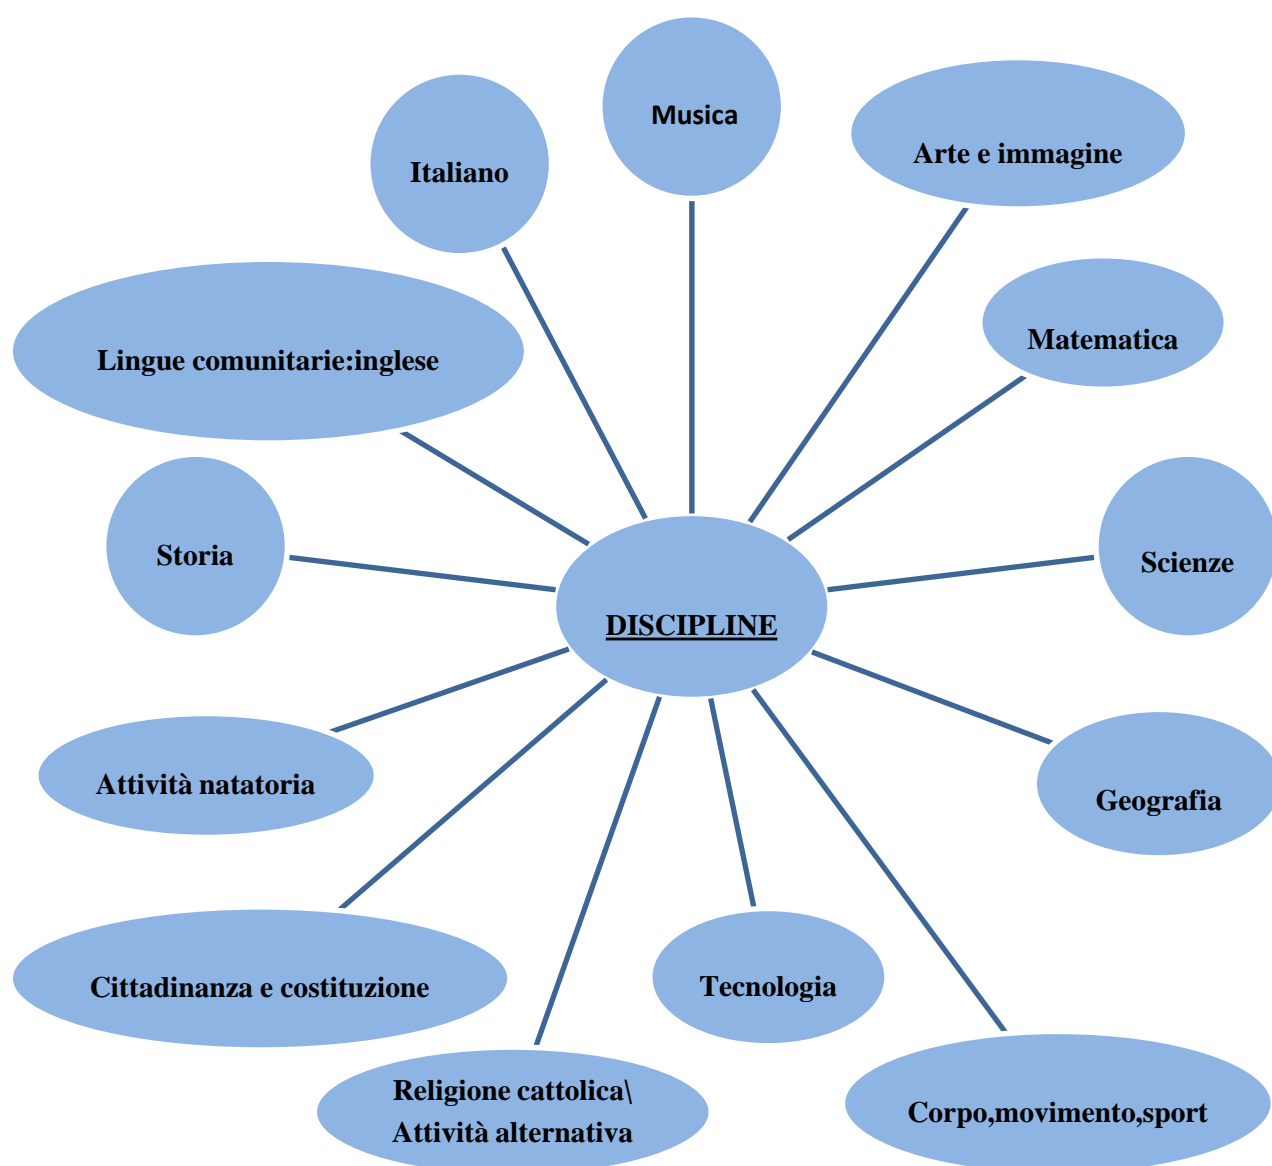 Musica
Arte e immagine
Italiano
Matematica
Lingue comunitarie:inglese
Storia
Scienze
DISCIPLINE
Attività natatoria
Geografia
Cittadinanza e costituzione
Tecnologia
Religione cattolica\
Attività alternativa
Corpo,movimento,sport